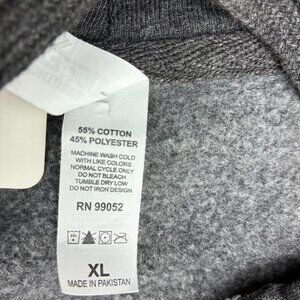 55% COTTON
45% POLYESTER
MACHINE WASH COLD
WITH LIKE COLORS
NORMAL CYCLE ONLY
DO NOT BLEACH
TUMBLE DRY LOW
DO NOT IRON DESIGN
RN 99052
XL
MADE IN PAKISTAN